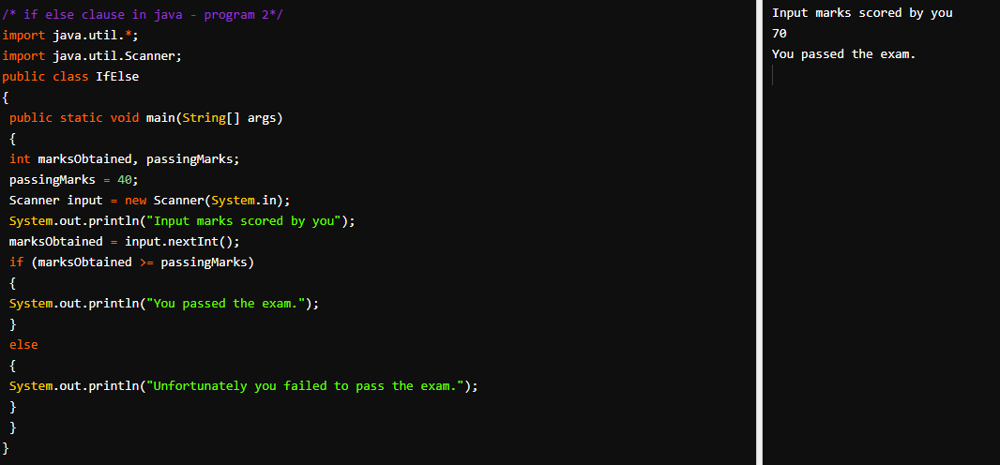 /* if else clause in java - program 2*/
import java.util.*;
import java.util.Scanner;
public class IfElse
{
public static void main(String[] args)
{
int marksObtained, passingMarks;
passingMarks = 40;
Scanner input = new Scanner(System.in);
System.out.println("Input marks scored by you");
marksObtained = input.nextInt();
if (marksObtained >= passingMarks)
{
System.out.println("You passed the exam.");
}
else
{
System.out.println("Unfortunately you failed to pass the exam.");
}
}
}
Input marks scored by you
70
You passed the exam.